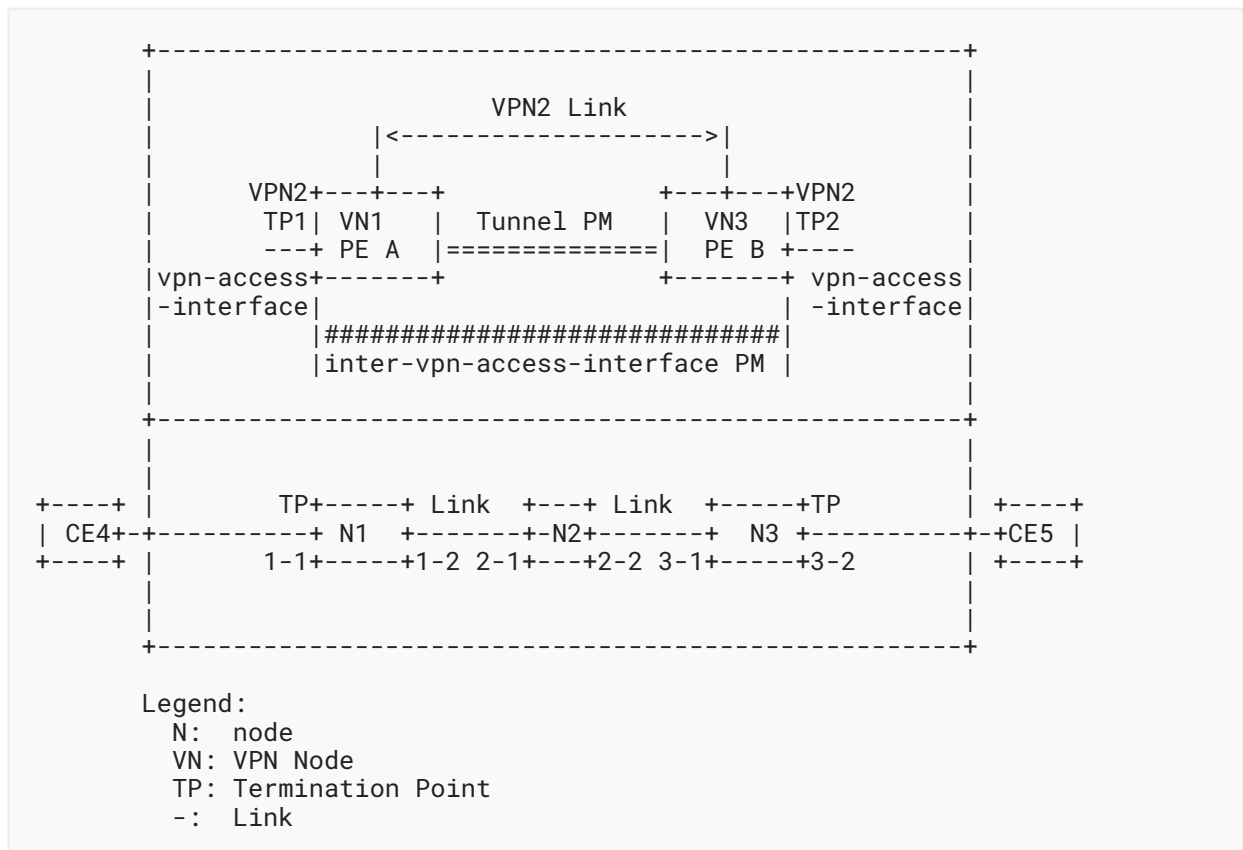 +------------------------------------------------------+
|                                                      |
|                      VPN2 Link                       |
|              |<--------------------->|               |
|              |                       |               |
|      VPN2+---+---+              +---+---+VPN2        |
|       TP1| VN1   |  Tunnel PM   |  VN3  |TP2         |
|       ---+ PE A  |==============|  PE B +----        |
|vpn-access+-------+              +-------+ vpn-access|
|-interface|                              | -interface|
|          |##############################|            |
|          |inter-vpn-access-interface PM |            |
|                                                      |
+------------------------------------------------------+
|                                                      |
|                                                      |
+----+ |        TP+-----+ Link  +---+ Link  +-----+TP        | +----+
| CE4+-+----------+ N1  +-------+-N2+-------+  N3 +----------+-+CE5 |
+----+ |       1-1+-----+1-2 2-1+---+2-2 3-1+-----+3-2       | +----+
|                                                      |
|                                                      |
+------------------------------------------------------+
Legend:
N:  node
VN: VPN Node
TP: Termination Point
-:  Link